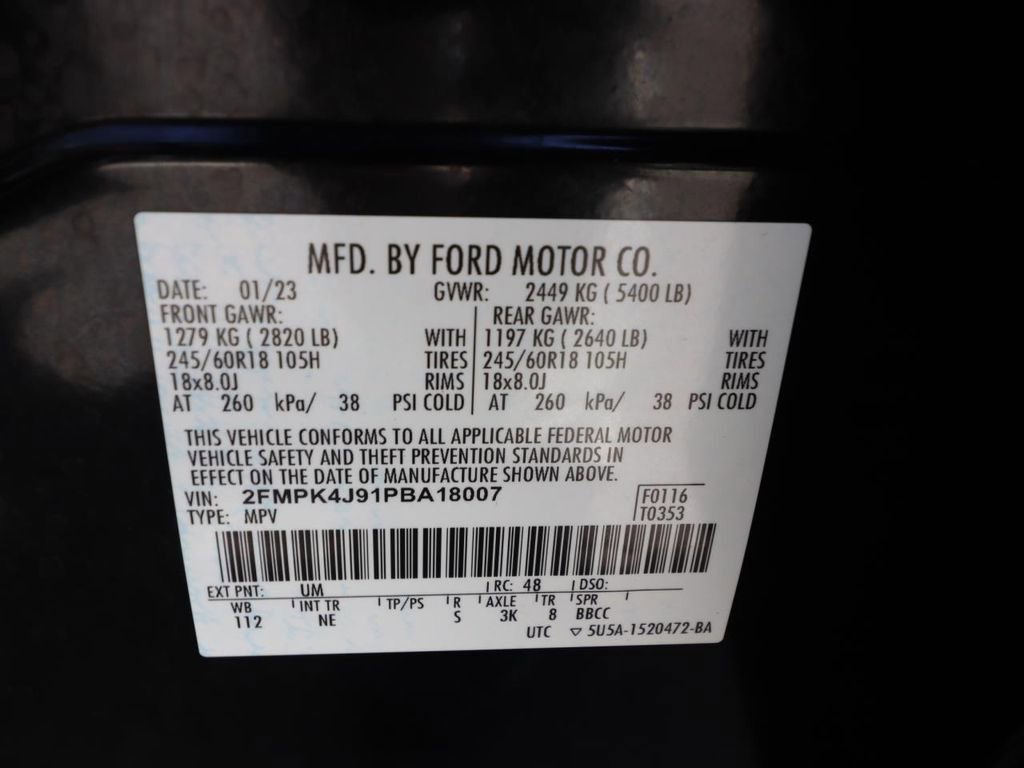 MFD. BY FORD MOTOR CO.
DATE: 01/23 GVWR: 2449 KG ( 5400 LB)
FRONT GAWR: REAR GAWR:
1279 KG ( 2820 LB) WITH 1197 KG ( 2640 LB) WITH
245/60R18 105H TIRES 245/60R18 105H TIRES
18x8.0J RIMS 18x8.0J RIMS
AT 260 kPa/ 38 PSI COLD AT 260 kPa/ 38 PSI COLD
THIS VEHICLE CONFORMS TO ALL APPLICABLE FEDERAL MOTOR
VEHICLE SAFETY AND THEFT PREVENTION STANDARDS IN
EFFECT ON THE DATE OF MANUFACTURE SHOWN ABOVE.
VIN: 2FMPK4J91PBA18007 F0116
TYPE: MPV T0353
EXT PNT: UM RC: 48 DSO:
WB INT TR TP/PS R AXLE TR SPR
112 NE S 3K 8 BBCC
UTC ▽ 5U5A-1520472-BA